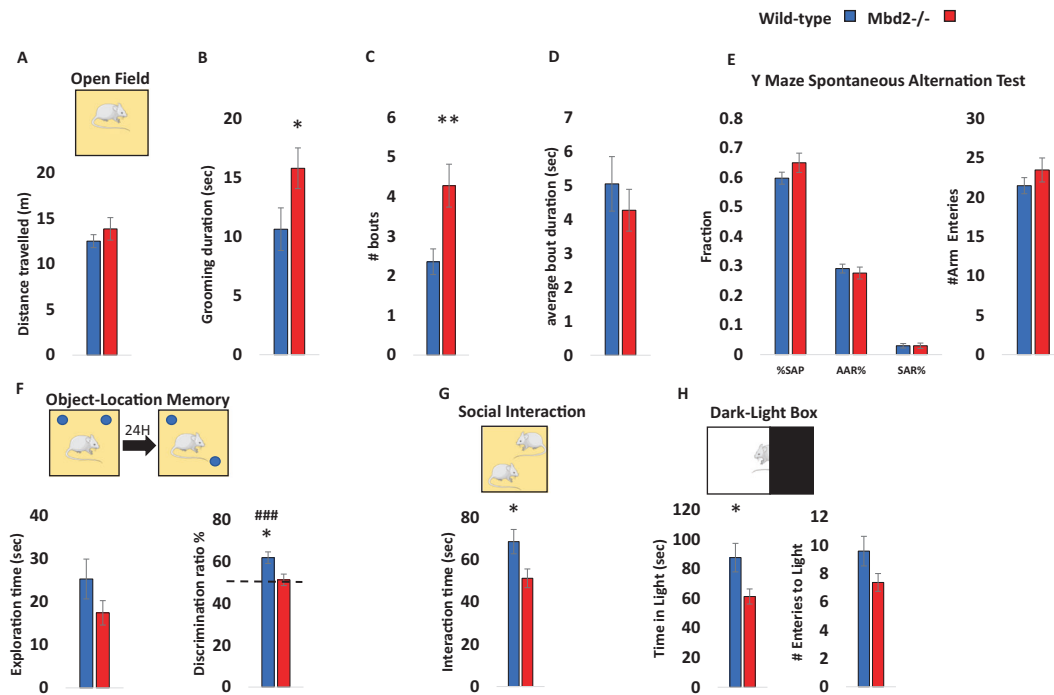 Wild-type Mbd2-/-
A
Open Field
Distance travelled (m)
20
15
10
5
0
B
Grooming duration (sec)
20
15
10
5
0
*
C
# bouts
6
5
4
3
2
1
0
**
D
average bout duration (sec)
7
6
5
4
3
2
1
0
E
Y Maze Spontaneous Alternation Test
Fraction
0.8
0.7
0.6
0.5
0.4
0.3
0.2
0.1
0
%SAP AAR% SAR%
#Arm Enteries
25
20
15
10
5
0
F
Object-Location Memory
24H
Exploration time (sec)
40
30
20
10
0
Discrimination ratio %
80
60
40
20
0
###
*
G
Social Interaction
Interaction time (sec)
80
60
40
20
0
*
H
Dark-Light Box
Time in Light (sec)
120
100
80
60
40
20
0
*
# Enteries to Light
12
10
8
6
4
2
0